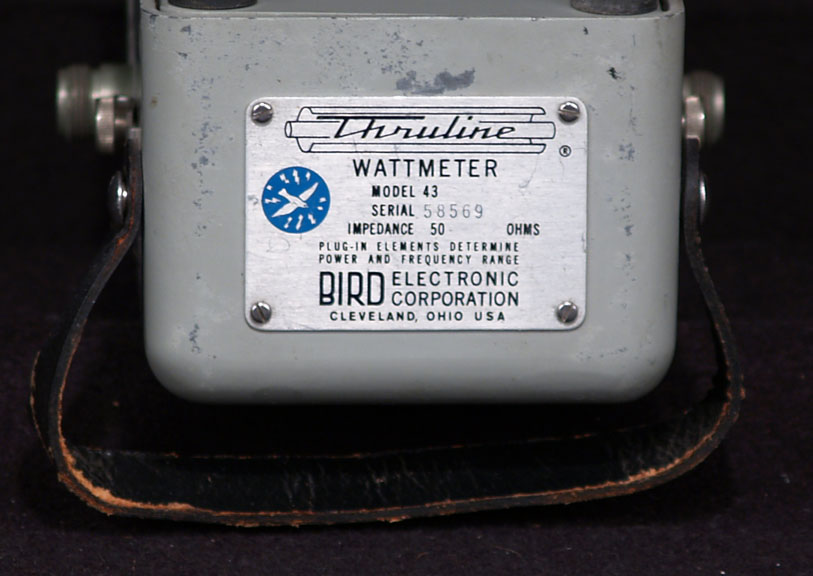 Thruline
®
WATTMETER
MODEL 43
SERIAL 58569
IMPEDANCE 50 OHMS
PLUG-IN ELEMENTS DETERMINE
POWER AND FREQUENCY RANGE
BIRD ELECTRONIC
CORPORATION
CLEVELAND, OHIO USA